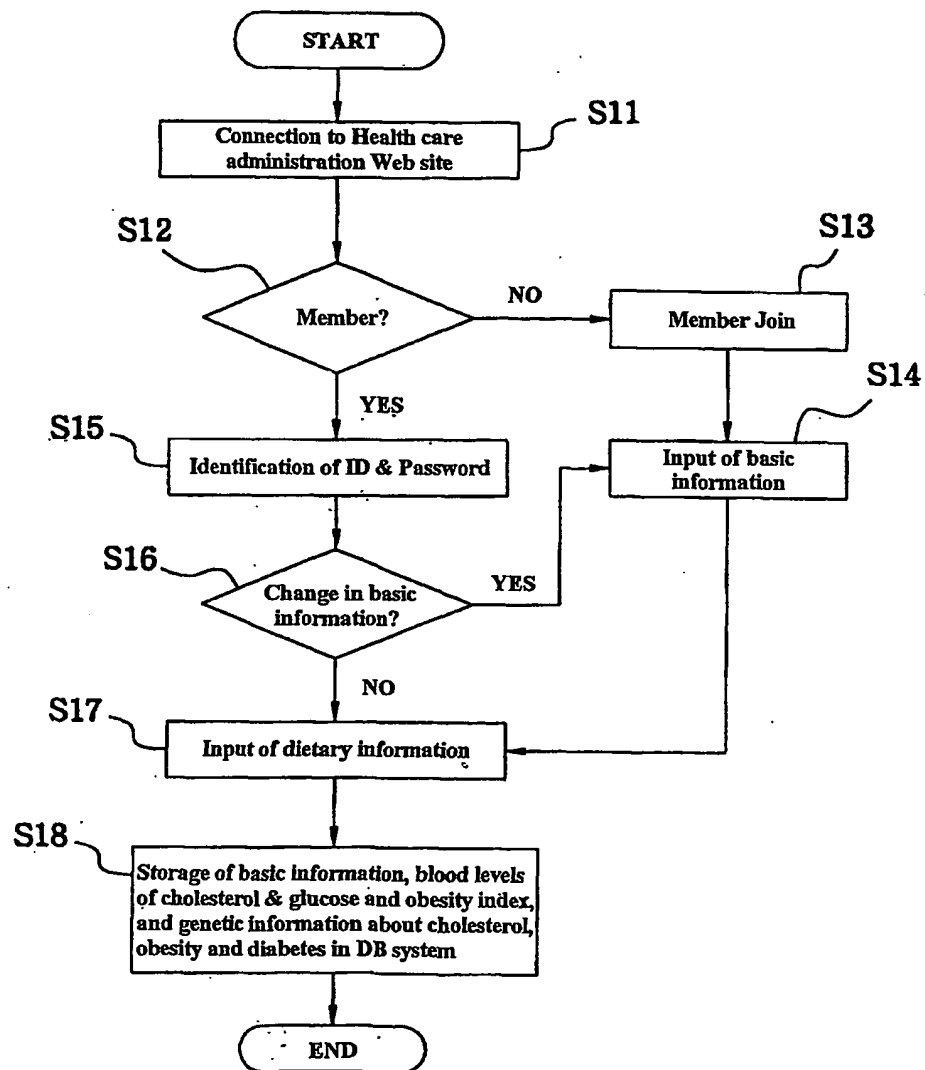 START
S11
Connection to Health care
administration Web site
S12
S13
Member?
NO
Member Join
YES
S14
S15
Identification of ID & Password
Input of basic
information
S16
Change in basic
information?
YES
NO
S17
Input of dietary information
S18
Storage of basic information, blood levels
of cholesterol & glucose and obesity index,
and genetic information about cholesterol,
obesity and diabetes in DB system
END